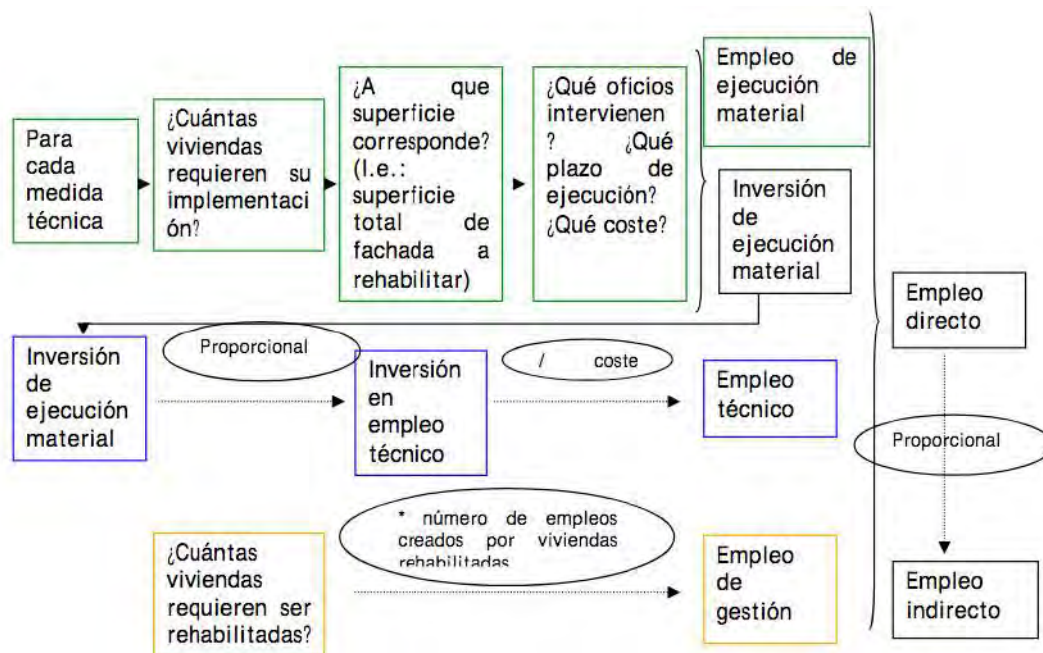 Para
cada
medida
técnica
¿Cuántas
viviendas
requieren su
implementaci
ón?
¿A que
superficie
corresponde?
(I.e.:
superficie
total de
fachada a
rehabilitar)
¿Qué oficios
intervienen
? ¿Qué
plazo de
ejecución?
¿Qué coste?
Empleo de
ejecución
material
Inversión
de
ejecución
material
Empleo
directo
Inversión
de
ejecución
material
Proporcional
Inversión
en
empleo
técnico
/ coste
Empleo
técnico
Proporcional
¿Cuántas
viviendas
requieren ser
rehabilitadas?
* número de empleos
creados por viviendas
rehabilitadas
Empleo
de
gestión
Empleo
indirecto